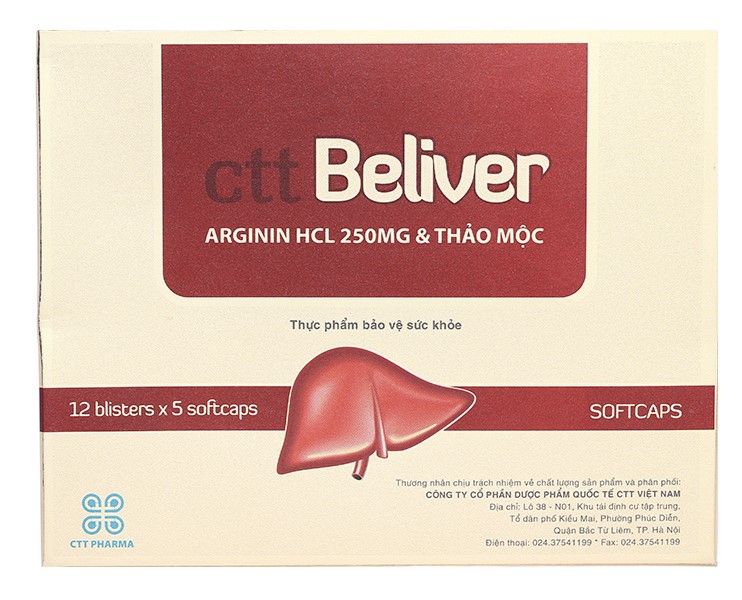 ctt Beliver
ARGININ HCL 250MG & THẢO MỘC
Thực phẩm bảo vệ sức khỏe
12 blisters x 5 softcaps
SOFTCAPS
Thương nhân chịu trách nhiệm về chất lượng sản phẩm và phân phối:
CÔNG TY CỔ PHẦN DƯỢC PHẨM QUỐC TẾ CTT VIỆT NAM
Địa chỉ: Lô 38 - N01, Khu tái định cư tập trung,
Tổ dân phố Kiều Mai, Phường Phúc Diễn,
Quận Bắc Từ Liêm, TP. Hà Nội
Điện thoại: 024.37541199 * Fax: 024.37541199
CTT PHARMA